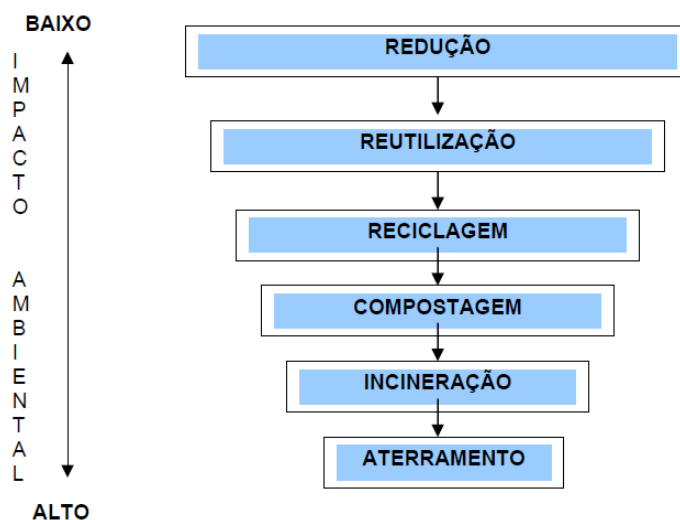 BAIXO
IMPACTO AMBIENTAL
ALTO
REDUÇÃO
REUTILIZAÇÃO
RECICLAGEM
COMPOSTAGEM
INCINERAÇÃO
ATERRAMENTO